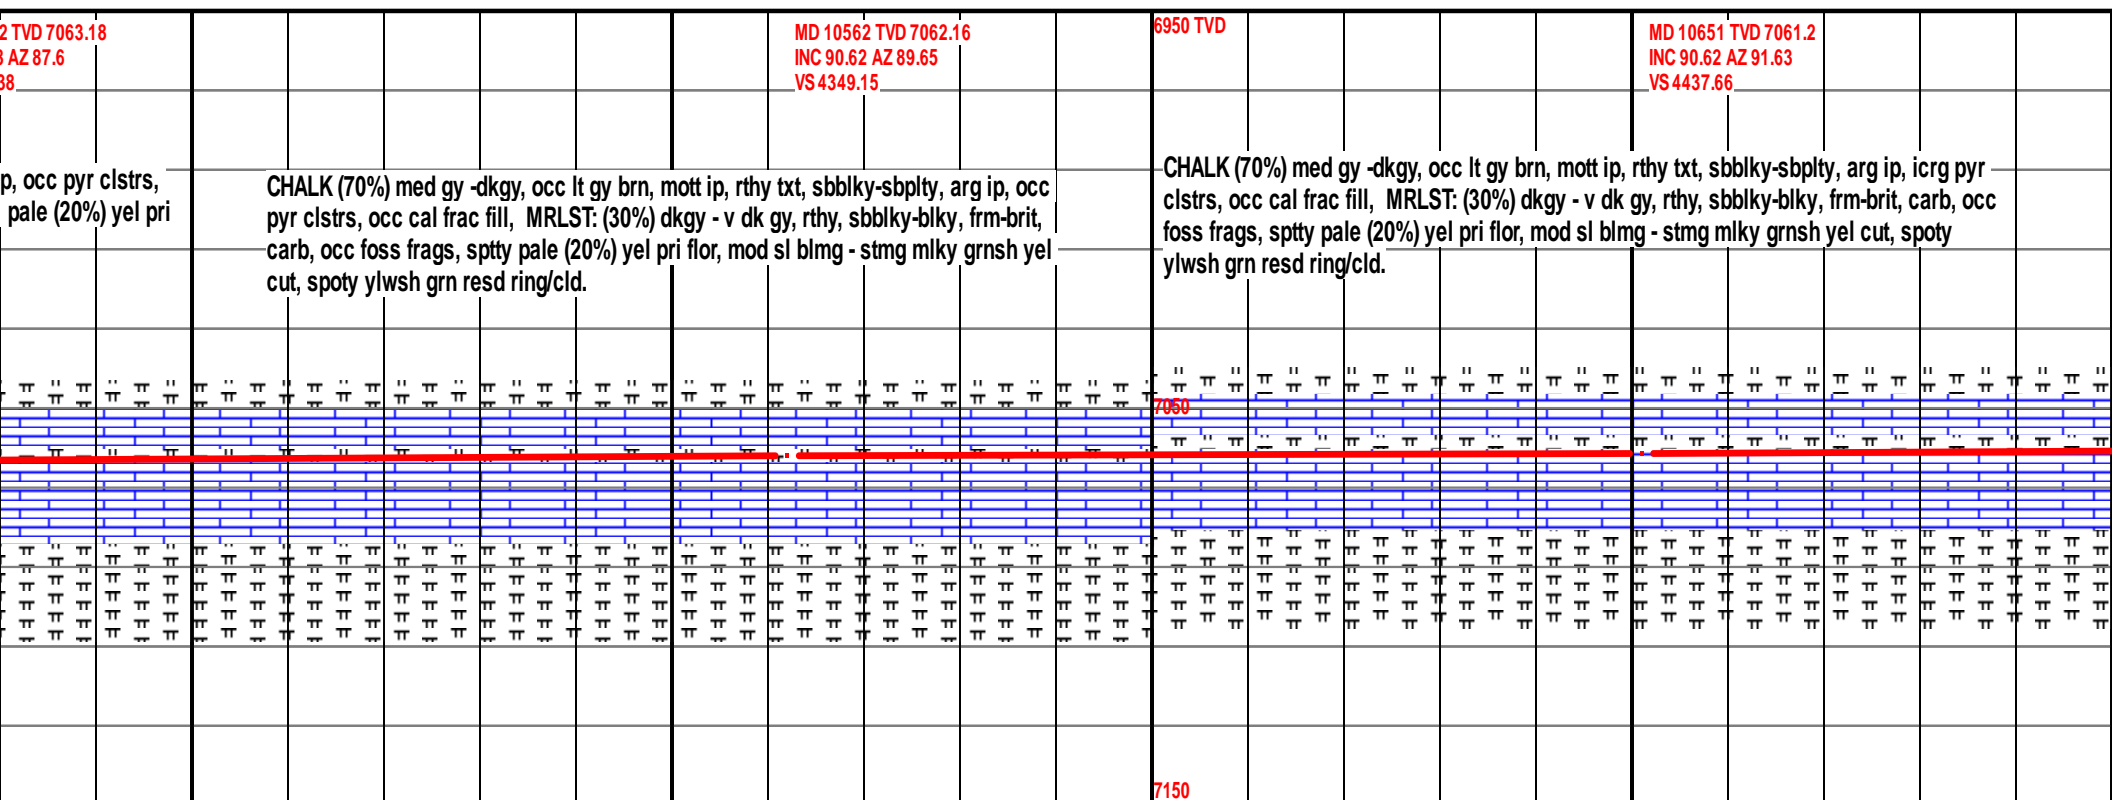 2 TVD 7063.18
AZ 87.6
38
MD 10562 TVD 7062.16
INC 90.62 AZ 89.65
VS 4349.15
6950 TVD
MD 10651 TVD 7061.2
INC 90.62 AZ 91.63
VS 4437.66
p, occ pyr clstrs,
pale (20%) yel pri
CHALK (70%) med gy -dkgy, occ lt gy brn, mott ip, rthy txt, sbblky-sbplty, arg ip, occ
pyr clstrs, occ cal frac fill, MRLST: (30%) dkgy - v dk gy, rthy, sbblky-blky, frm-brit,
carb, occ foss frags, sptty pale (20%) yel pri flor, mod sl blmg - stmg mlky grnsh yel
cut, spoty ylwsh grn resd ring/cld.
CHALK (70%) med gy -dkgy, occ lt gy brn, mott ip, rthy txt, sbblky-sbplty, arg ip, icrg pyr
clstrs, occ cal frac fill, MRLST: (30%) dkgy - v dk gy, rthy, sbblky-blky, frm-brit, carb, occ
foss frags, sptty pale (20%) yel pri flor, mod sl blmg - stmg mlky grnsh yel cut, spoty
ylwsh grn resd ring/cld.
7050
7150